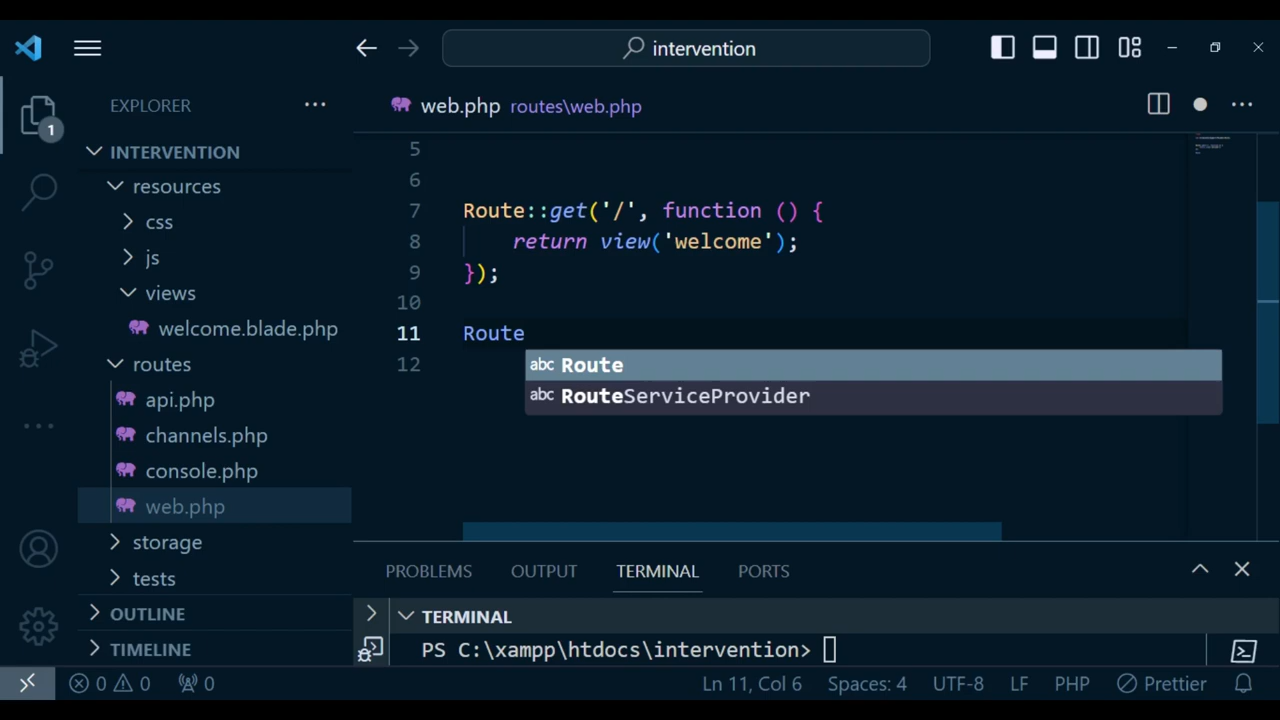 intervention
EXPLORER
web.php routes\web.php
1
INTERVENTION
resources
css
js
views
welcome.blade.php
routes
api.php
channels.php
console.php
web.php
storage
tests
OUTLINE
TIMELINE
5
6
7 Route::get('/', function () {
8 return view('welcome');
9 });
10
11 Route
12
abc Route
abc RouteServiceProvider
PROBLEMS OUTPUT TERMINAL PORTS
TERMINAL
PS C:\xampp\htdocs\intervention>
0 0 0 Ln 11, Col 6 Spaces: 4 UTF-8 LF PHP Prettier